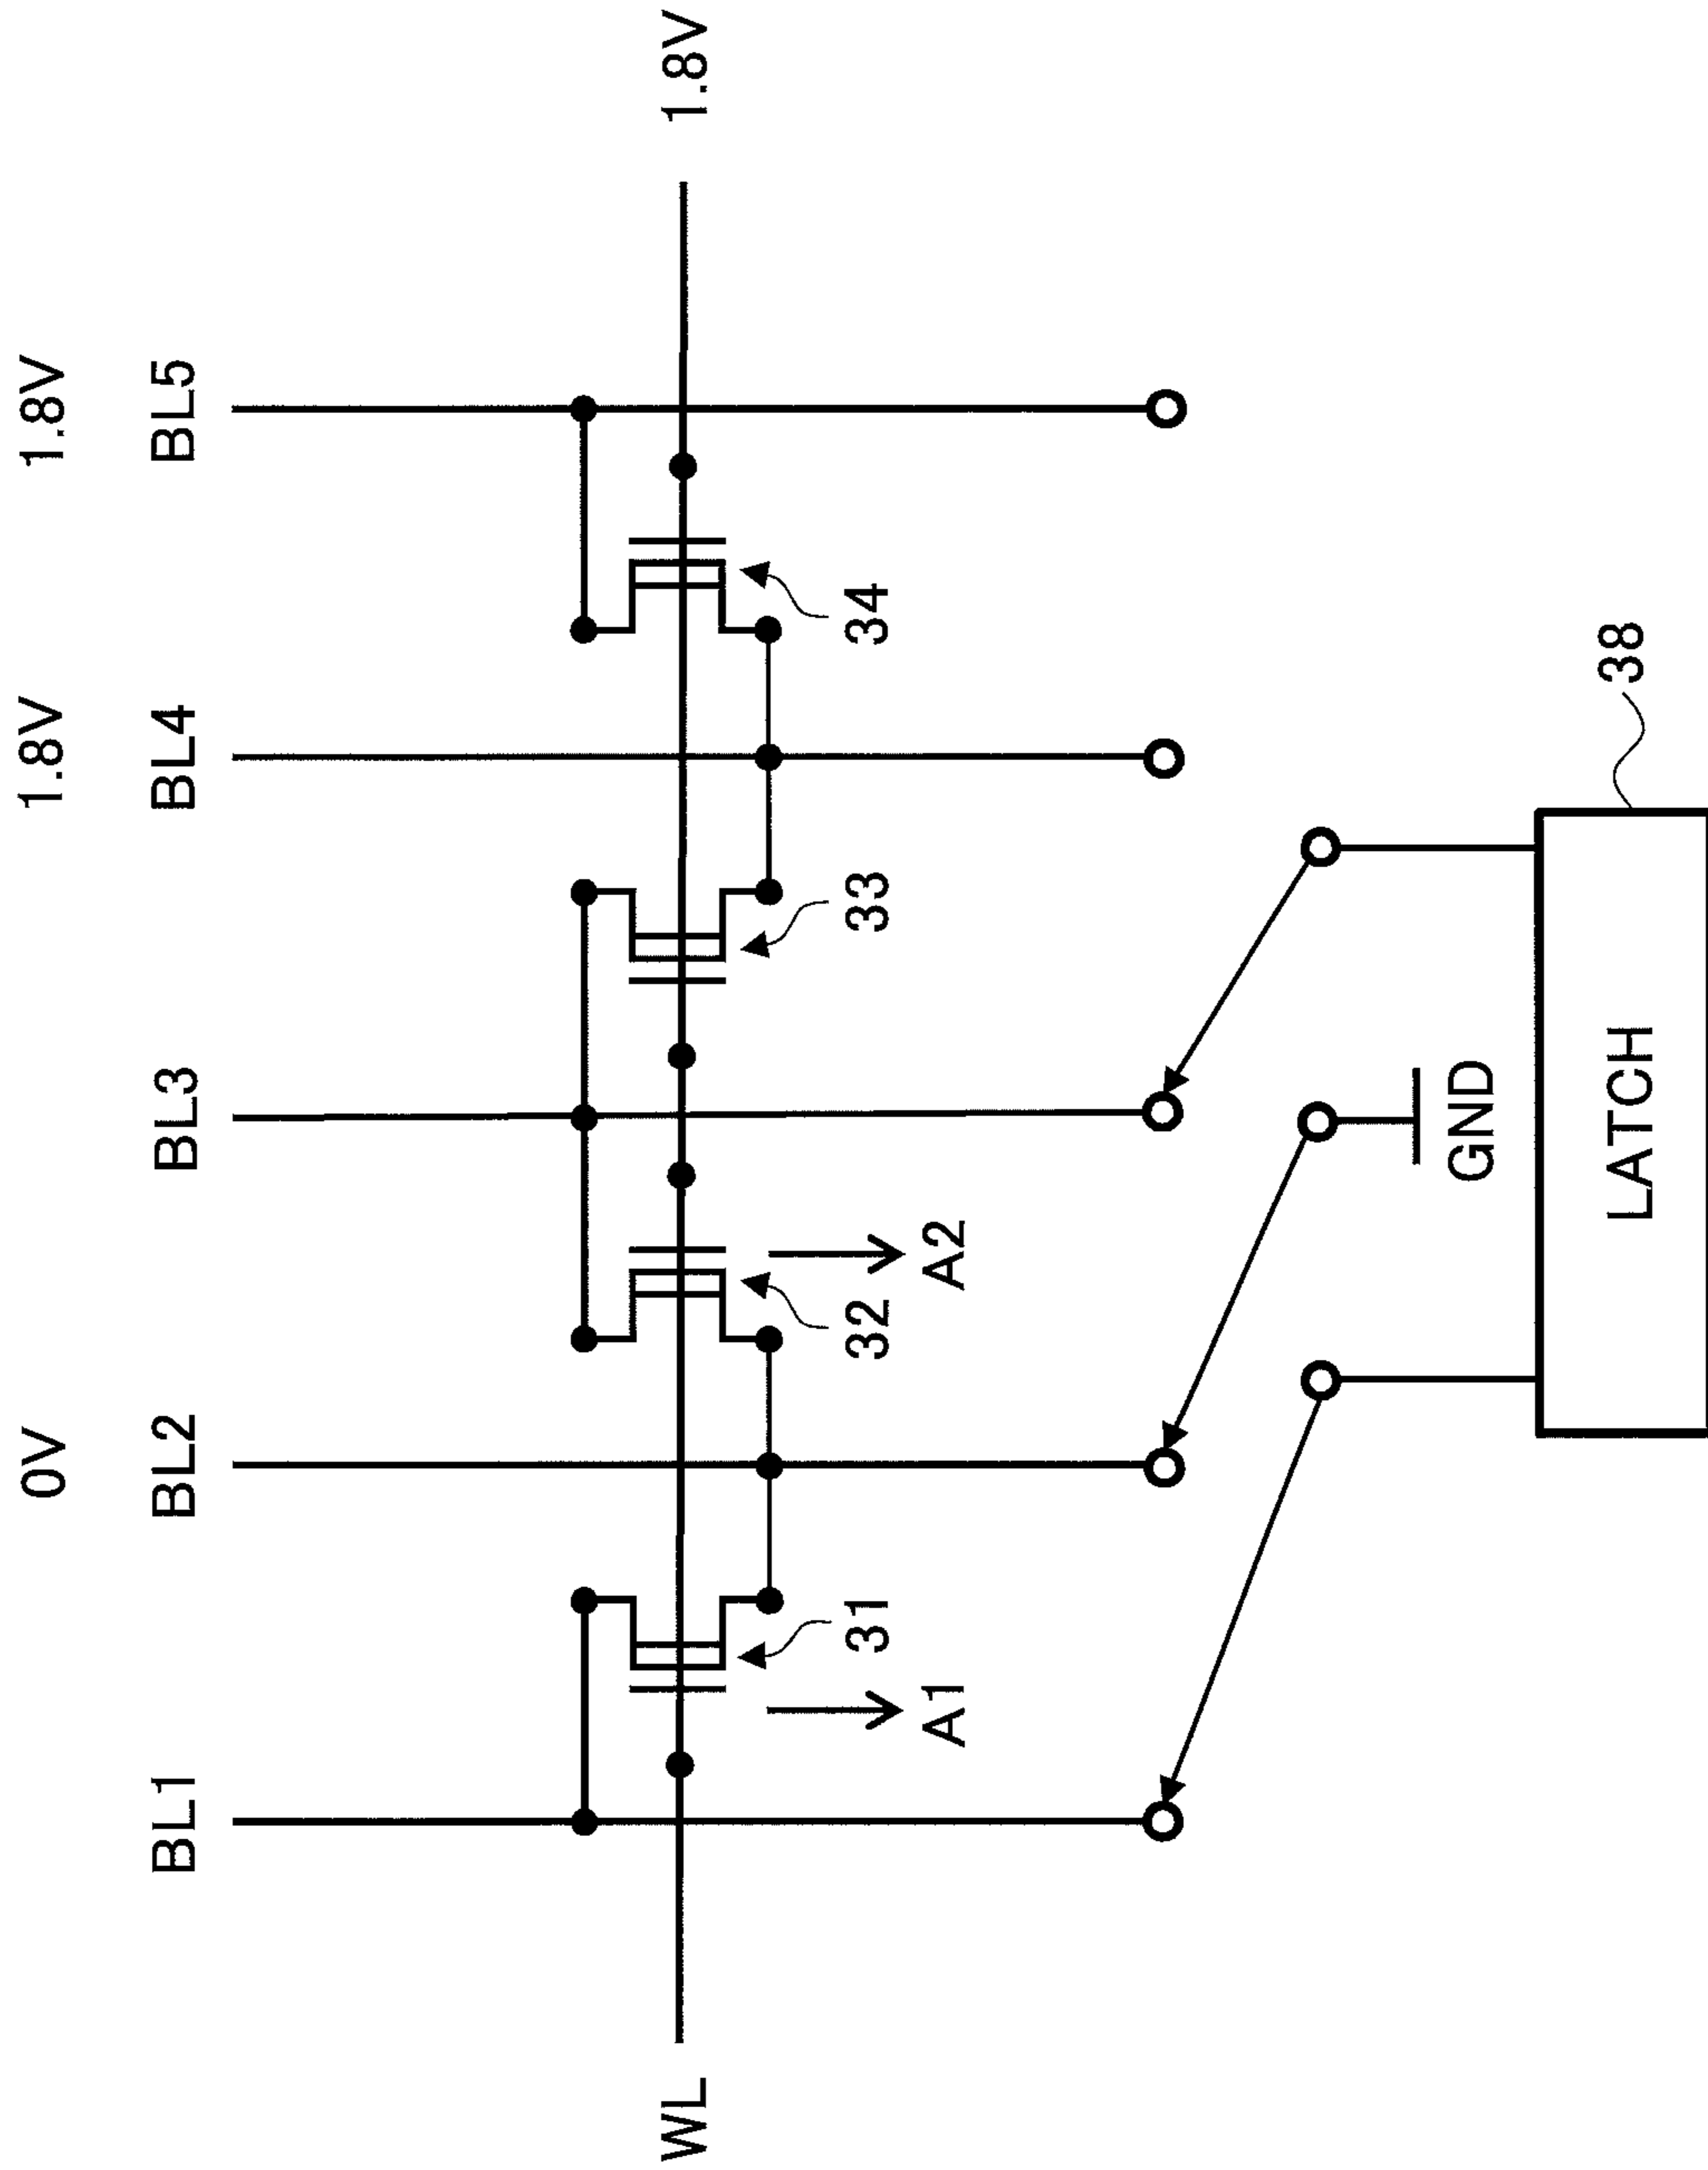 0V 1.8V 1.8V
BL1 BL2 BL3 BL4 BL5
WL 1.8V
31 32 33 34
A1 A2
GND
LATCH 38